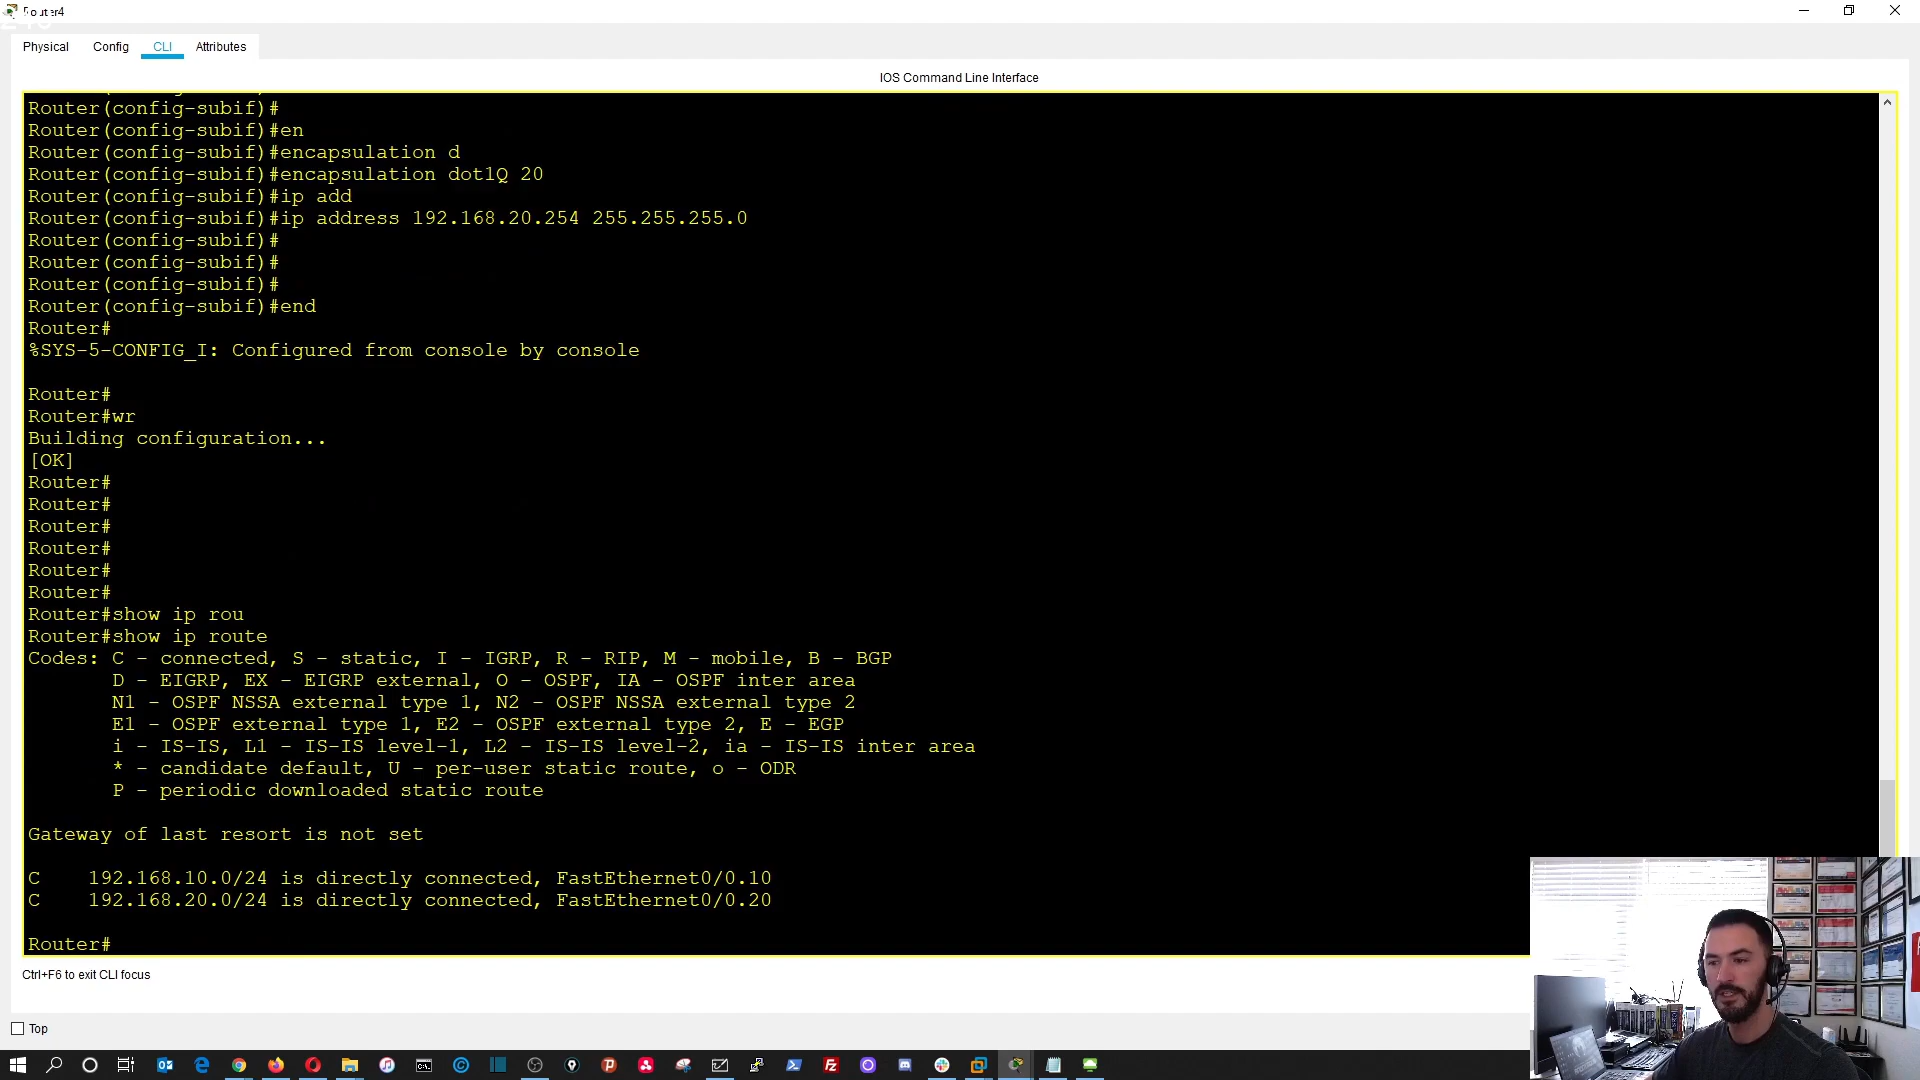 Router4
Physical Config CLI Attributes
IOS Command Line Interface
Router(config-subif)#
Router(config-subif)#en
Router(config-subif)#encapsulation d
Router(config-subif)#encapsulation dot1Q 20
Router(config-subif)#ip add
Router(config-subif)#ip address 192.168.20.254 255.255.255.0
Router(config-subif)#
Router(config-subif)#
Router(config-subif)#
Router(config-subif)#end
Router#
%SYS-5-CONFIG_I: Configured from console by console
Router#
Router#wr
Building configuration...
[OK]
Router#
Router#
Router#
Router#
Router#
Router#
Router#show ip rou
Router#show ip route
Codes: C - connected, S - static, I - IGRP, R - RIP, M - mobile, B - BGP
D - EIGRP, EX - EIGRP external, O - OSPF, IA - OSPF inter area
N1 - OSPF NSSA external type 1, N2 - OSPF NSSA external type 2
E1 - OSPF external type 1, E2 - OSPF external type 2, E - EGP
i - IS-IS, L1 - IS-IS level-1, L2 - IS-IS level-2, ia - IS-IS inter area
* - candidate default, U - per-user static route, o - ODR
P - periodic downloaded static route
Gateway of last resort is not set
C 192.168.10.0/24 is directly connected, FastEthernet0/0.10
C 192.168.20.0/24 is directly connected, FastEthernet0/0.20
Router#
Ctrl+F6 to exit CLI focus
Top